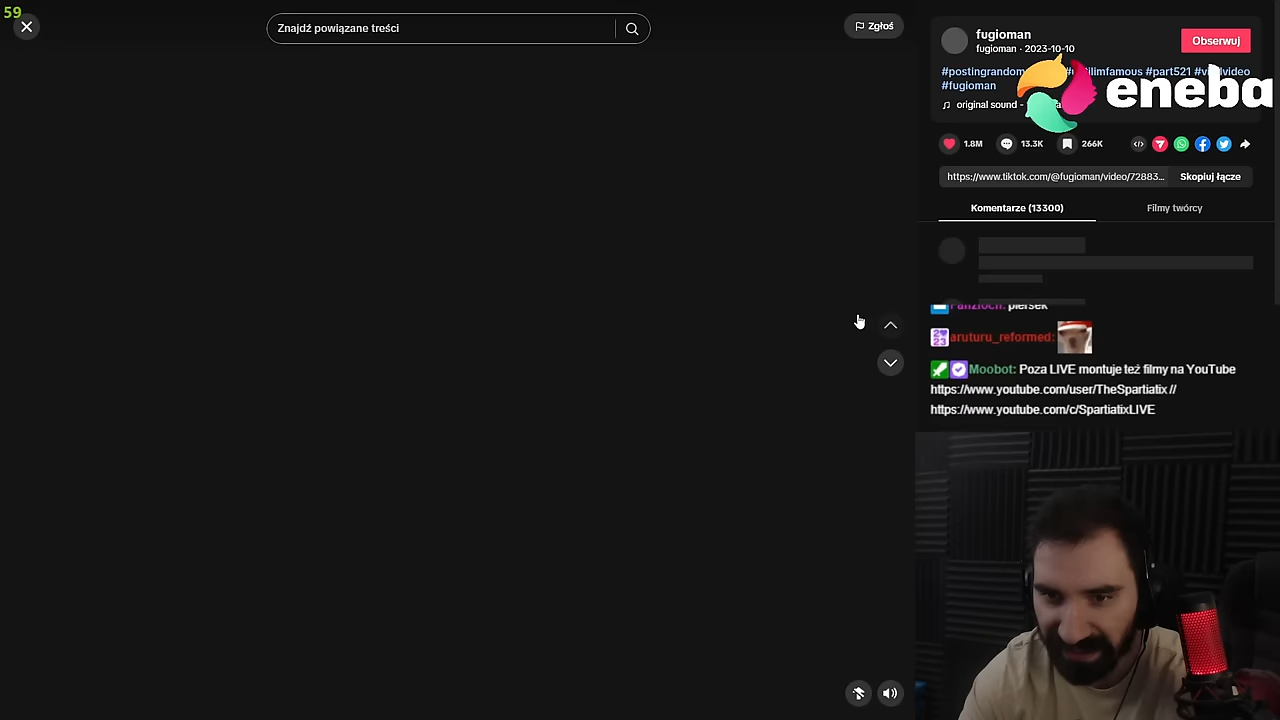 59
Znajdź powiązane treści
Zgłoś
fugioman
fugioman · 2023-10-10
Obserwuj
#postingrandom #part521
#fugioman
original sound -
eneba
1.8M
13.3K
266K
https://www.tiktok.com/@fugioman/video/72883...
Skopiuj łącze
Komentarze (13300)
Filmy twórcy
piersek
aruturu_reformed:
Moobot: Poza LIVE montuje też filmy na YouTube
https://www.youtube.com/user/TheSpartiatix //
https://www.youtube.com/c/SpartiatixLIVE